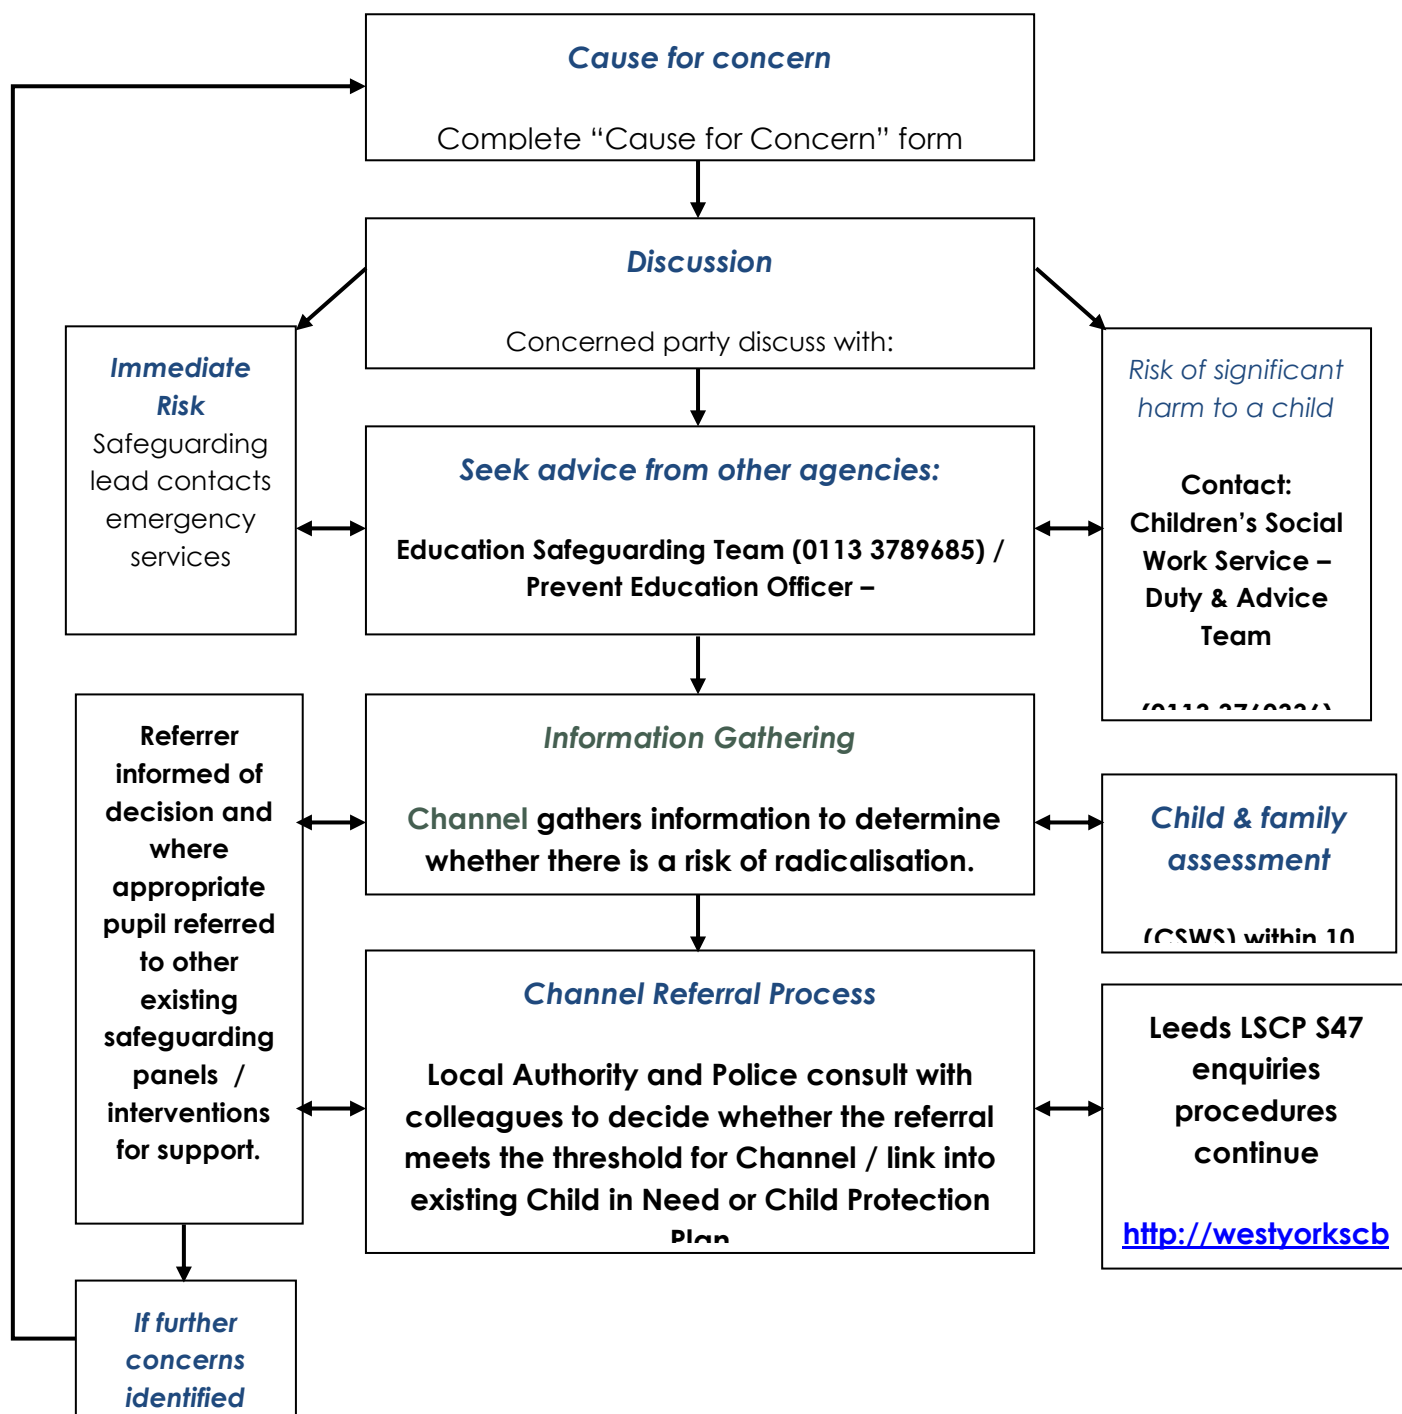 Cause for concern
Complete “Cause for Concern” form
Discussion
Concerned party discuss with:
Immediate
Risk
Safeguarding
lead contacts
emergency
services
Risk of significant
harm to a child
Contact:
Children’s Social
Work Service –
Duty & Advice
Team
Seek advice from other agencies:
Education Safeguarding Team (0113 3789685) /
Prevent Education Officer –
Referrer
informed of
decision and
where
appropriate
pupil referred
to other
existing
safeguarding
panels /
interventions
for support.
Information Gathering
Channel gathers information to determine
whether there is a risk of radicalisation.
Child & family
assessment
(CSWS) within 10
Channel Referral Process
Local Authority and Police consult with
colleagues to decide whether the referral
meets the threshold for Channel / link into
existing Child in Need or Child Protection
Plan
Leeds LSCP S47
enquiries
procedures
continue
http://westyorkscb
If further
concerns
identified